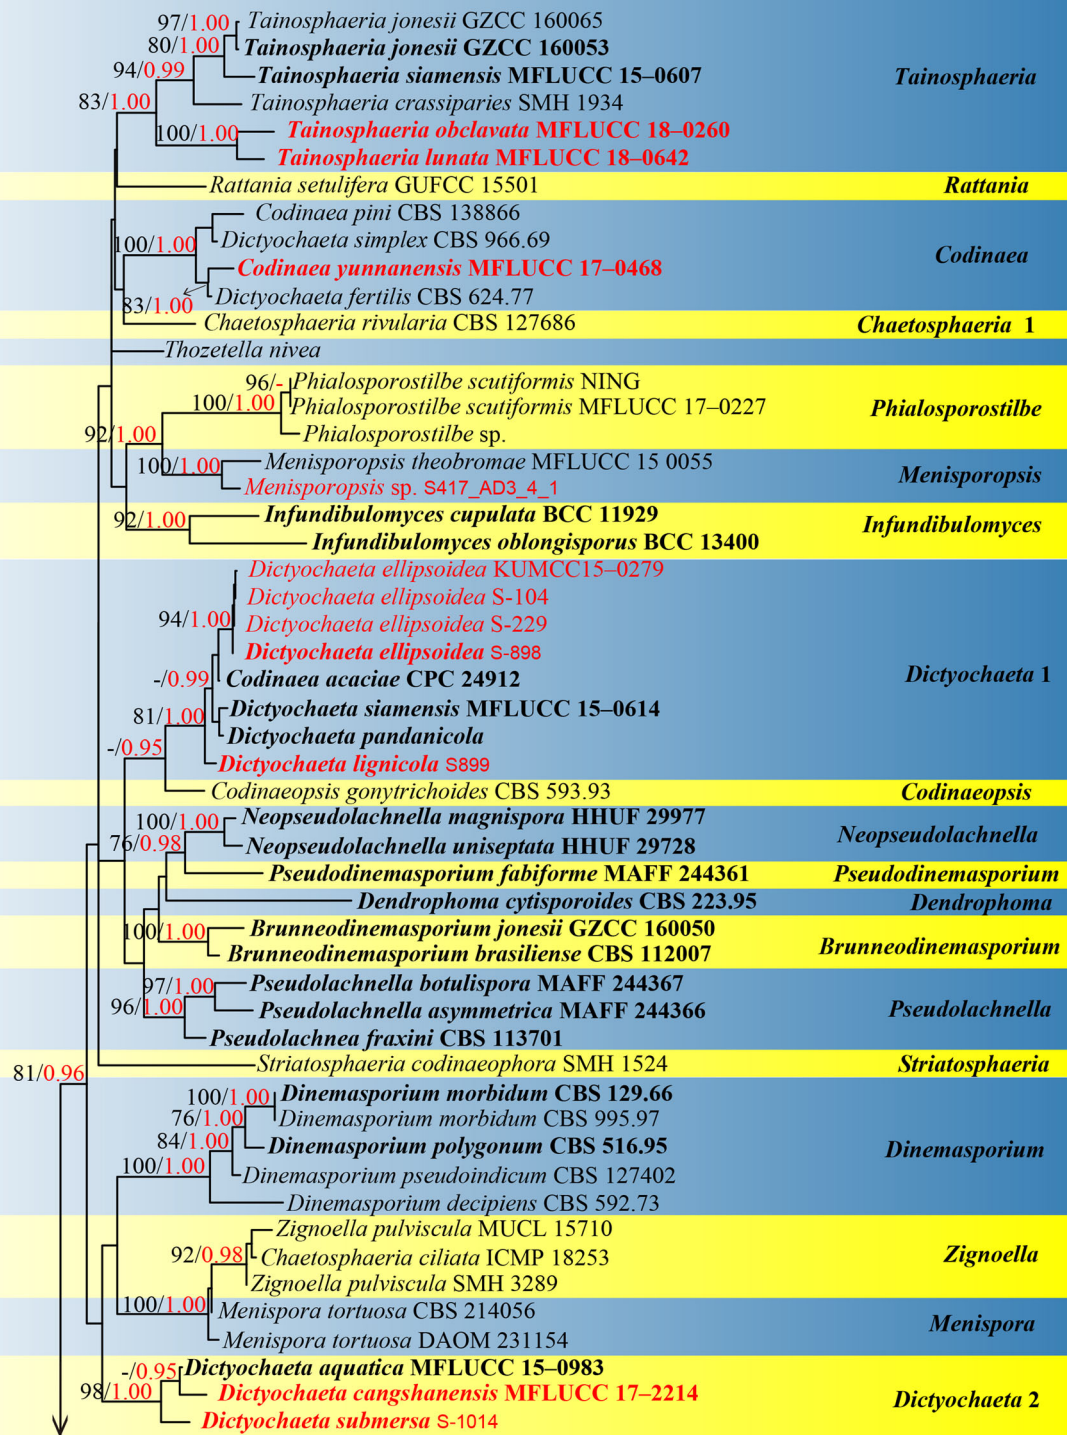 97/1.00 Tainosphaeria jonesii GZCC 160065
80/1.00 Tainosphaeria jonesii GZCC 160053
94/0.99 Tainosphaeria siamensis MFLUCC 15–0607 Tainosphaeria
83/1.00 Tainosphaeria crassiparies SMH 1934
100/1.00 Tainosphaeria obclavata MFLUCC 18–0260
Tainosphaeria lunata MFLUCC 18–0642
Rattania setulifera GUFCC 15501 Rattania
Codinaea pini CBS 138866
100/1.00 Dictyochaeta simplex CBS 966.69 Codinaea
Codinaea yunnanensis MFLUCC 17–0468
83/1.00 Dictyochaeta fertilis CBS 624.77
Chaetosphaeria rivularia CBS 127686 Chaetosphaeria 1
Thozetella nivea
96/- Phialosporostilbe scutiformis NING
100/1.00 Phialosporostilbe scutiformis MFLUCC 17–0227 Phialosporostilbe
92/1.00 Phialosporostilbe sp.
100/1.00 Menisporopsis theobromae MFLUCC 15 0055 Menisporopsis
Menisporopsis sp. S417_AD3_4_1
92/1.00 Infundibulomyces cupulata BCC 11929 Infundibulomyces
Infundibulomyces oblongisporus BCC 13400
Dictyochaeta ellipsoidea KUMCC15–0279
Dictyochaeta ellipsoidea S-104
94/1.00 Dictyochaeta ellipsoidea S-229
Dictyochaeta ellipsoidea S-898
-/0.99 Codinaea acaciae CPC 24912 Dictyochaeta 1
81/1.00 Dictyochaeta siamensis MFLUCC 15–0614
Dictyochaeta pandanicola
-/0.95 Dictyochaeta lignicola S899
Codinaeopsis gonytrichoides CBS 593.93 Codinaeopsis
100/1.00 Neopseudolachnella magnispora HHUF 29977
76/0.98 Neopseudolachnella uniseptata HHUF 29728 Neopseudolachnella
Pseudodinemasporium fabiforme MAFF 244361 Pseudodinemasporium
Dendrophoma cytisporoides CBS 223.95 Dendrophoma
100/1.00 Brunneodinemasporium jonesii GZCC 160050 Brunneodinemasporium
Brunneodinemasporium brasiliense CBS 112007
97/1.00 Pseudolachnella botulispora MAFF 244367
96/1.00 Pseudolachnella asymmetrica MAFF 244366 Pseudolachnella
Pseudolachnea fraxini CBS 113701
Striatosphaeria codinaeophora SMH 1524 Striatosphaeria
81/0.96
100/1.00 Dinemasporium morbidum CBS 129.66
76/1.00 Dinemasporium morbidum CBS 995.97
84/1.00 Dinemasporium polygonum CBS 516.95 Dinemasporium
100/1.00 Dinemasporium pseudoindicum CBS 127402
Dinemasporium decipiens CBS 592.73
Zignoella pulviscula MUCL 15710
92/0.98 Chaetosphaeria ciliata ICMP 18253 Zignoella
Zignoella pulviscula SMH 3289
100/1.00 Menispora tortuosa CBS 214056 Menispora
Menispora tortuosa DAOM 231154
-/0.95 Dictyochaeta aquatica MFLUCC 15–0983
98/1.00 Dictyochaeta cangshanensis MFLUCC 17–2214 Dictyochaeta 2
Dictyochaeta submersa S-1014